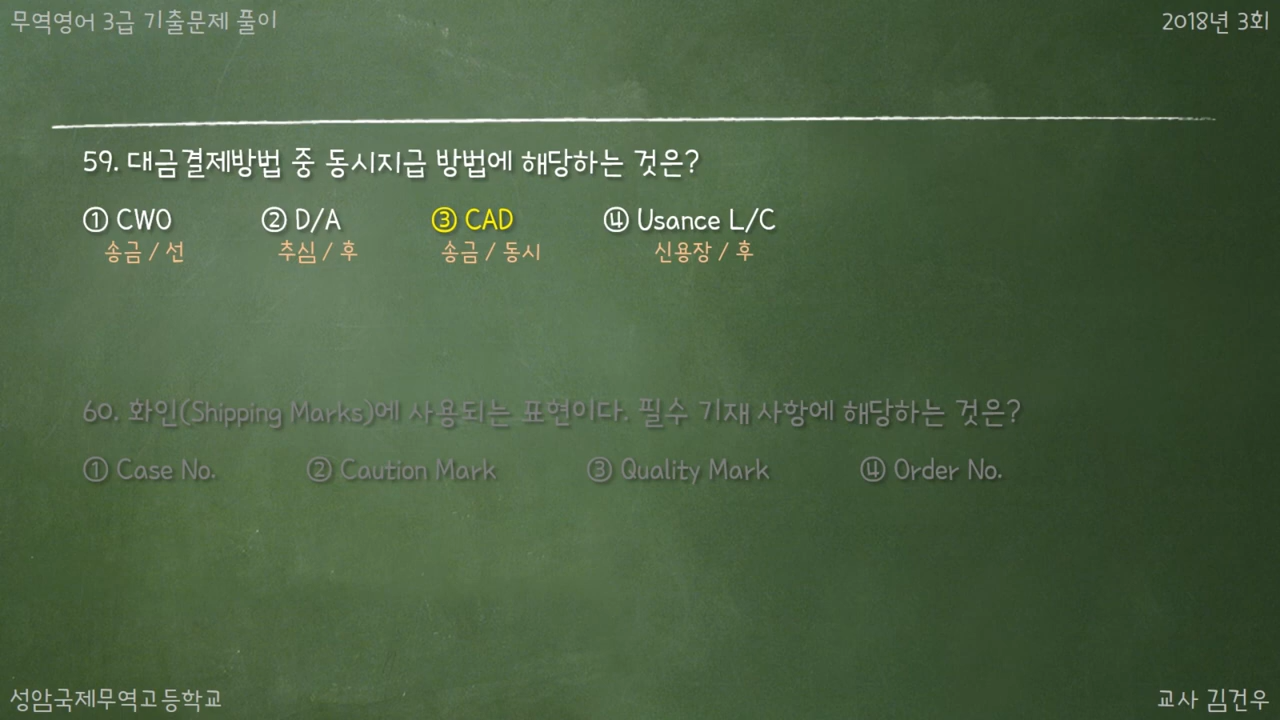 무역영어 3급 기출문제 풀이
2018년 3회
59. 대금결제방법 중 동시지급 방법에 해당하는 것은?
① CWO ② D/A ③ CAD ④ Usance L/C
송금 / 선 추심 / 후 송금 / 동시 신용장 / 후
60. 화인(Shipping Marks)에 사용되는 표현이다. 필수 기재 사항에 해당하는 것은?
① Case No. ② Caution Mark ③ Quality Mark ④ Order No.
성암국제무역고등학교
교사 김건우